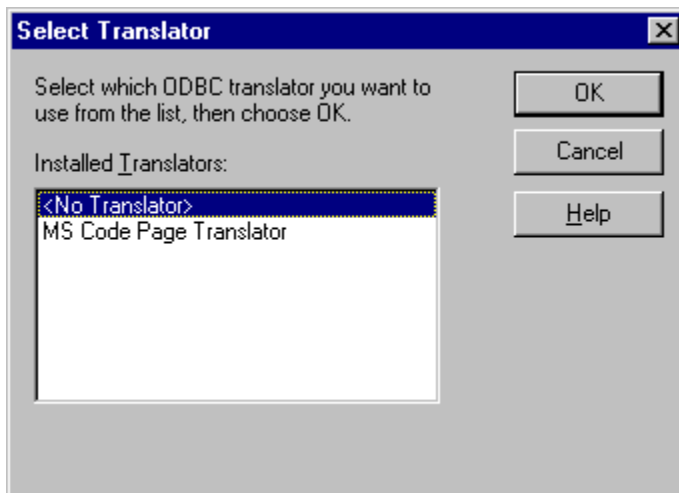 Select Translator
Select which ODBC translator you want to
use from the list, then choose OK.
OK
Cancel
Installed Translators:
<No Translator>
MS Code Page Translator
Help